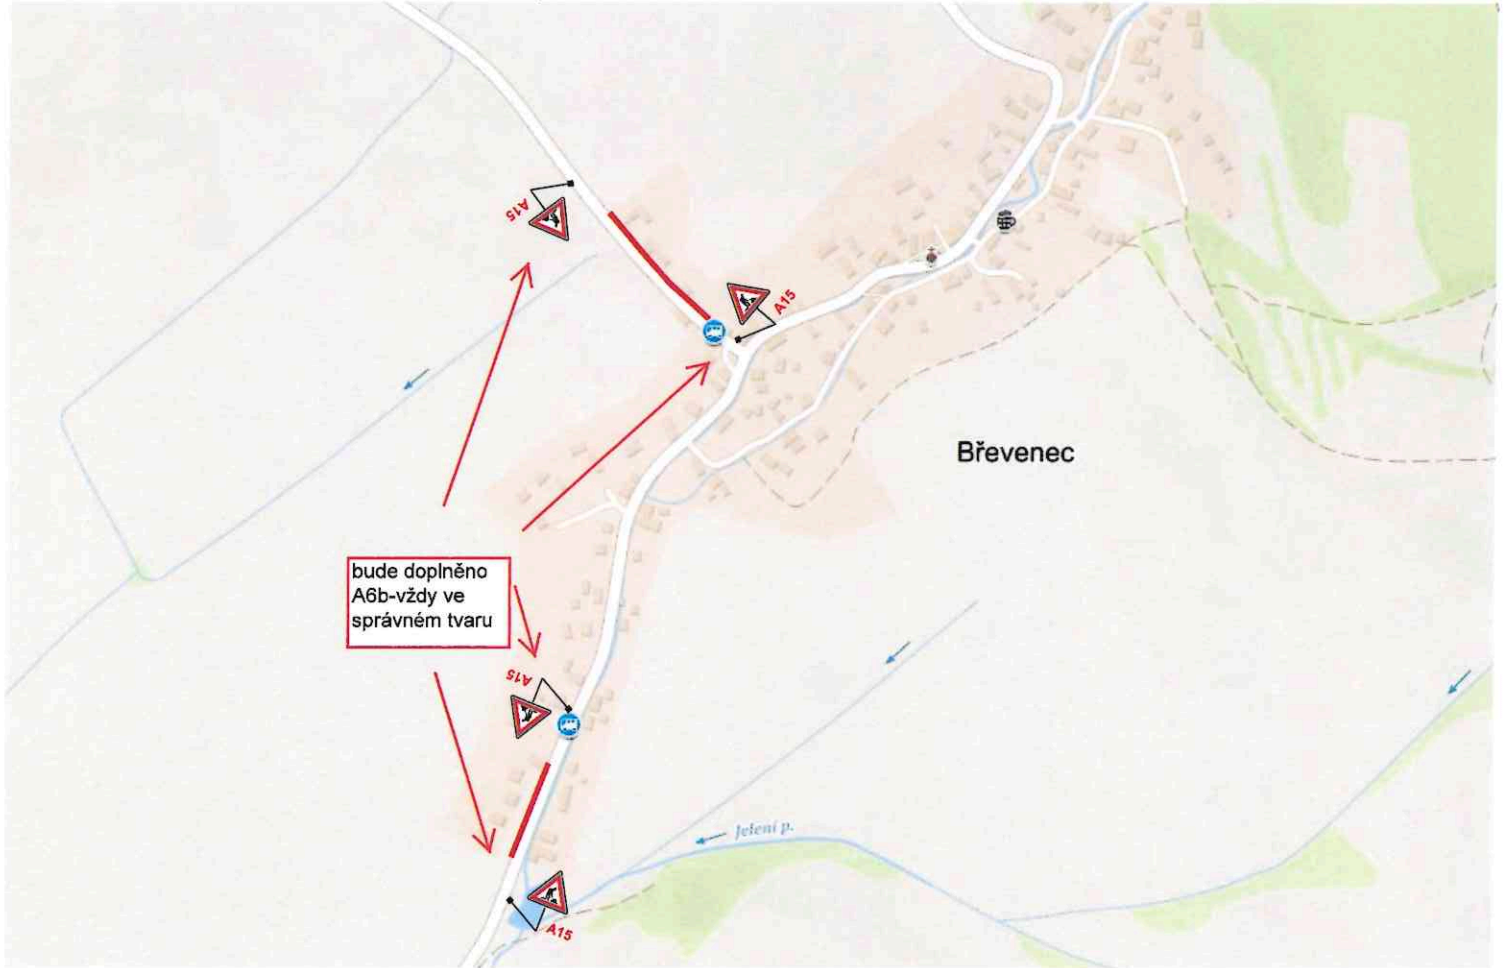 A15
A15
Břevenec
bude doplněno
A6b-vždy ve
správném tvaru
A15
Jelení p.
A15